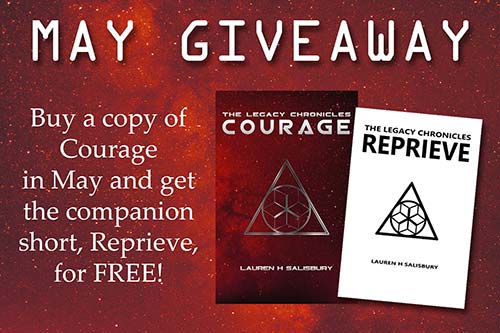 MAY GIVEAWAY
Buy a copy of
Courage
in May and get
the companion
short, Reprieve,
for FREE!
THE LEGACY CHRONICLES
COURAGE
LAUREN H SALISBURY
THE LEGACY CHRONICLES
REPRIEVE
LAUREN H SALISBURY